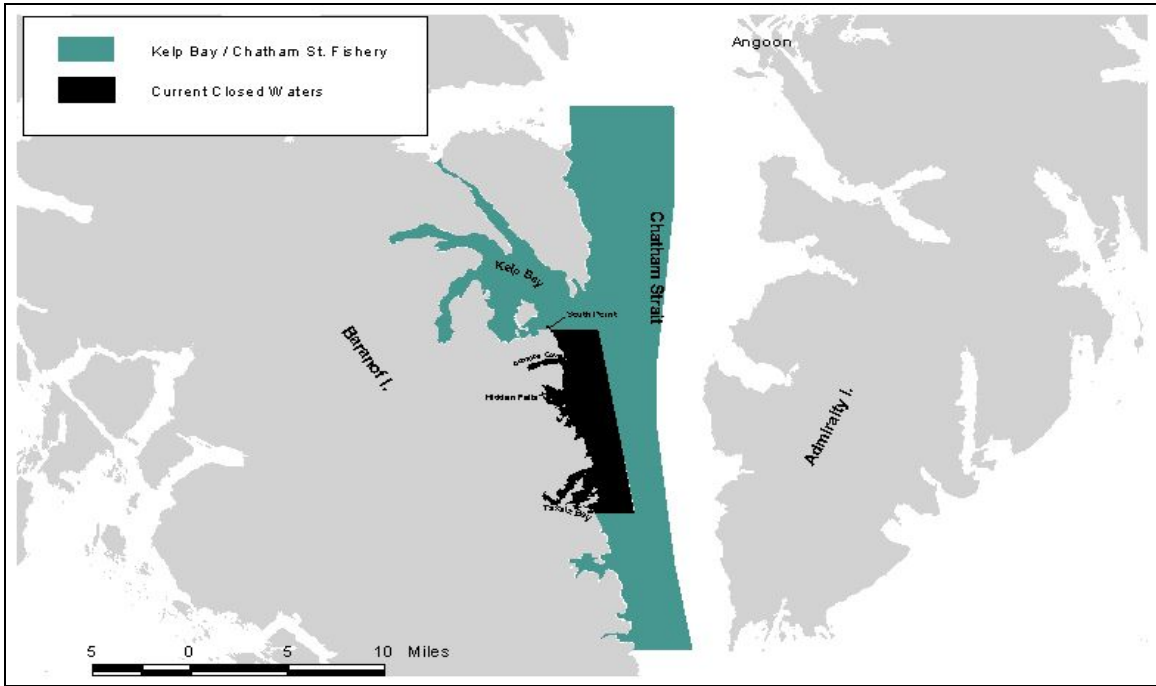 Kelp Bay / Chatham St. Fishery
Current Closed Waters
Angoon
Chatham Strait
Kelp Bay
South Point
Baranof I.
Hidden Falls
Admiralty I.
Bay
5 0 5 10 Miles